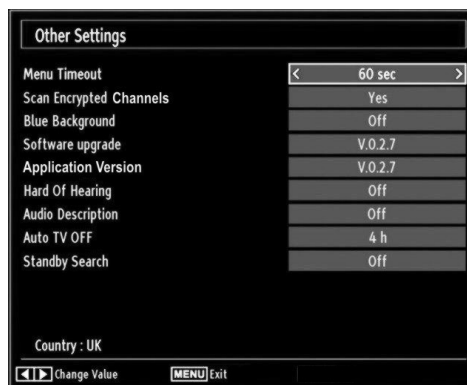 Other Settings
Menu Timeout < 60 sec >
Scan Encrypted Channels Yes
Blue Background Off
Software upgrade V.0.2.7
Application Version V.0.2.7
Hard Of Hearing Off
Audio Description Off
Auto TV OFF 4 h
Standby Search Off
Country : UK
Change Value MENU Exit